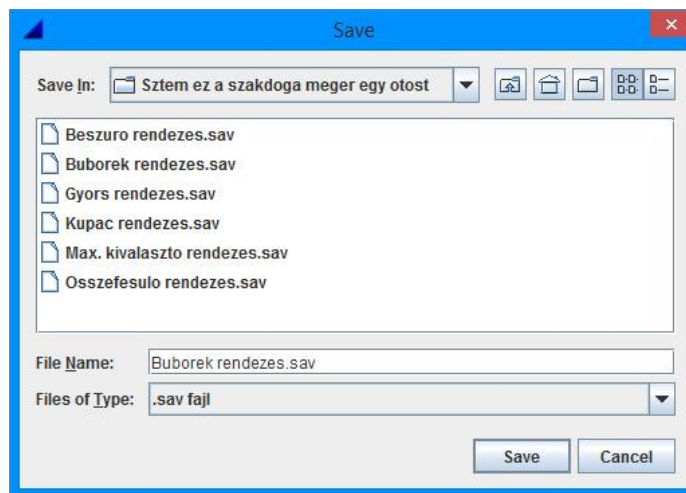 Save
Save In: Sztem ez a szakdoga meger egy otost
Beszuro rendezes.sav
Buborek rendezes.sav
Gyors rendezes.sav
Kupac rendezes.sav
Max. kivalaszto rendezes.sav
Osszefesulo rendezes.sav
File Name: Buborek rendezes.sav
Files of Type: .sav fajl
Save Cancel